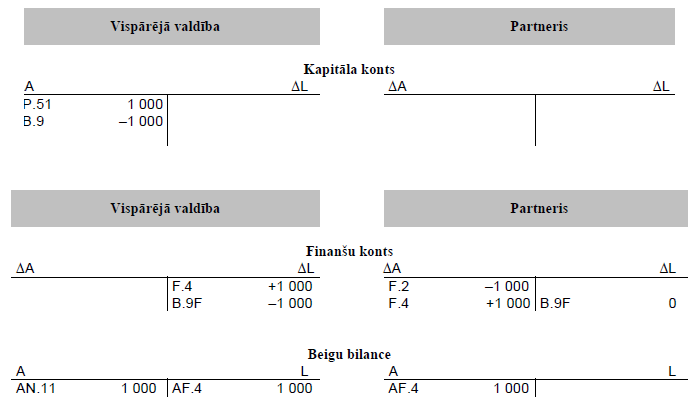 Vispārējā valdība Partneris
Kapitāla konts
A ΔL ΔA ΔL
P.51 1 000
B.9 –1 000
Vispārējā valdība Partneris
Finanšu konts
ΔA ΔL ΔA ΔL
F.4 +1 000 F.2 –1 000
B.9F –1 000 F.4 +1 000 B.9F 0
Beigu bilance
A L A L
AN.11 1 000 AF.4 1 000 AF.4 1 000